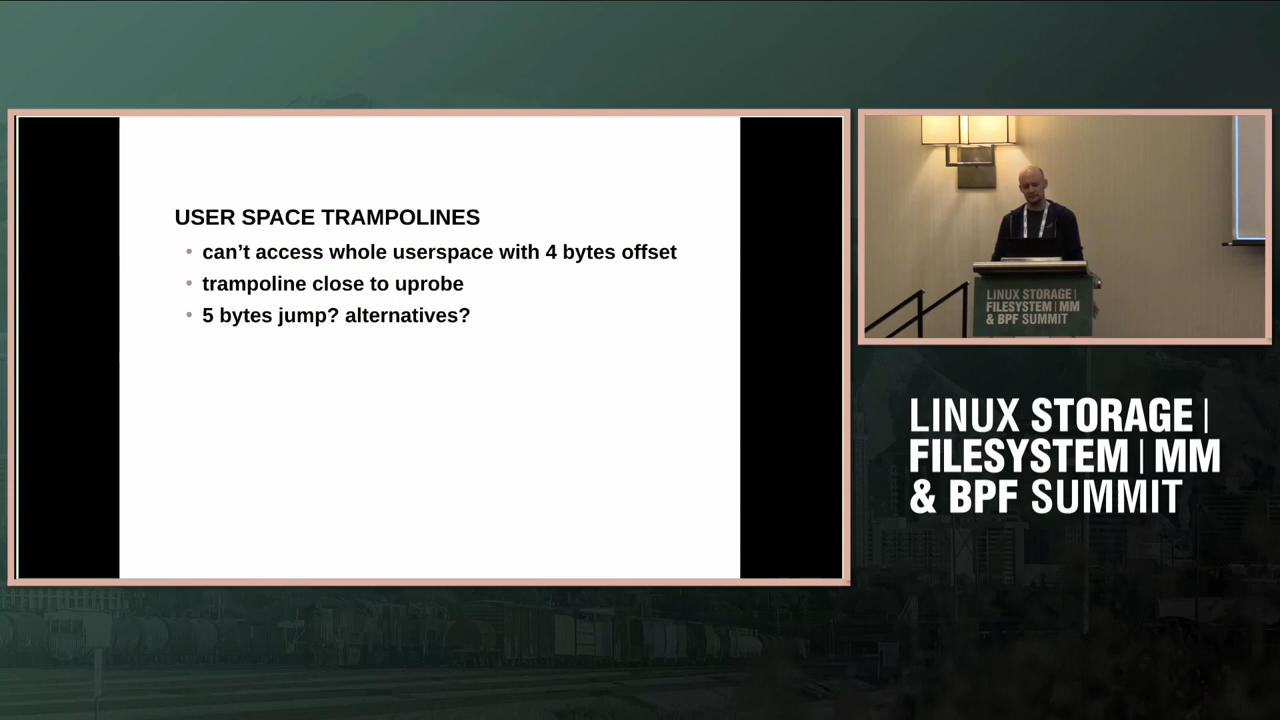 USER SPACE TRAMPOLINES
can’t access whole userspace with 4 bytes offset
trampoline close to uprobe
5 bytes jump? alternatives?
LINUX STORAGE |
FILESYSTEM | MM
& BPF SUMMIT
LINUX STORAGE |
FILESYSTEM | MM
& BPF SUMMIT